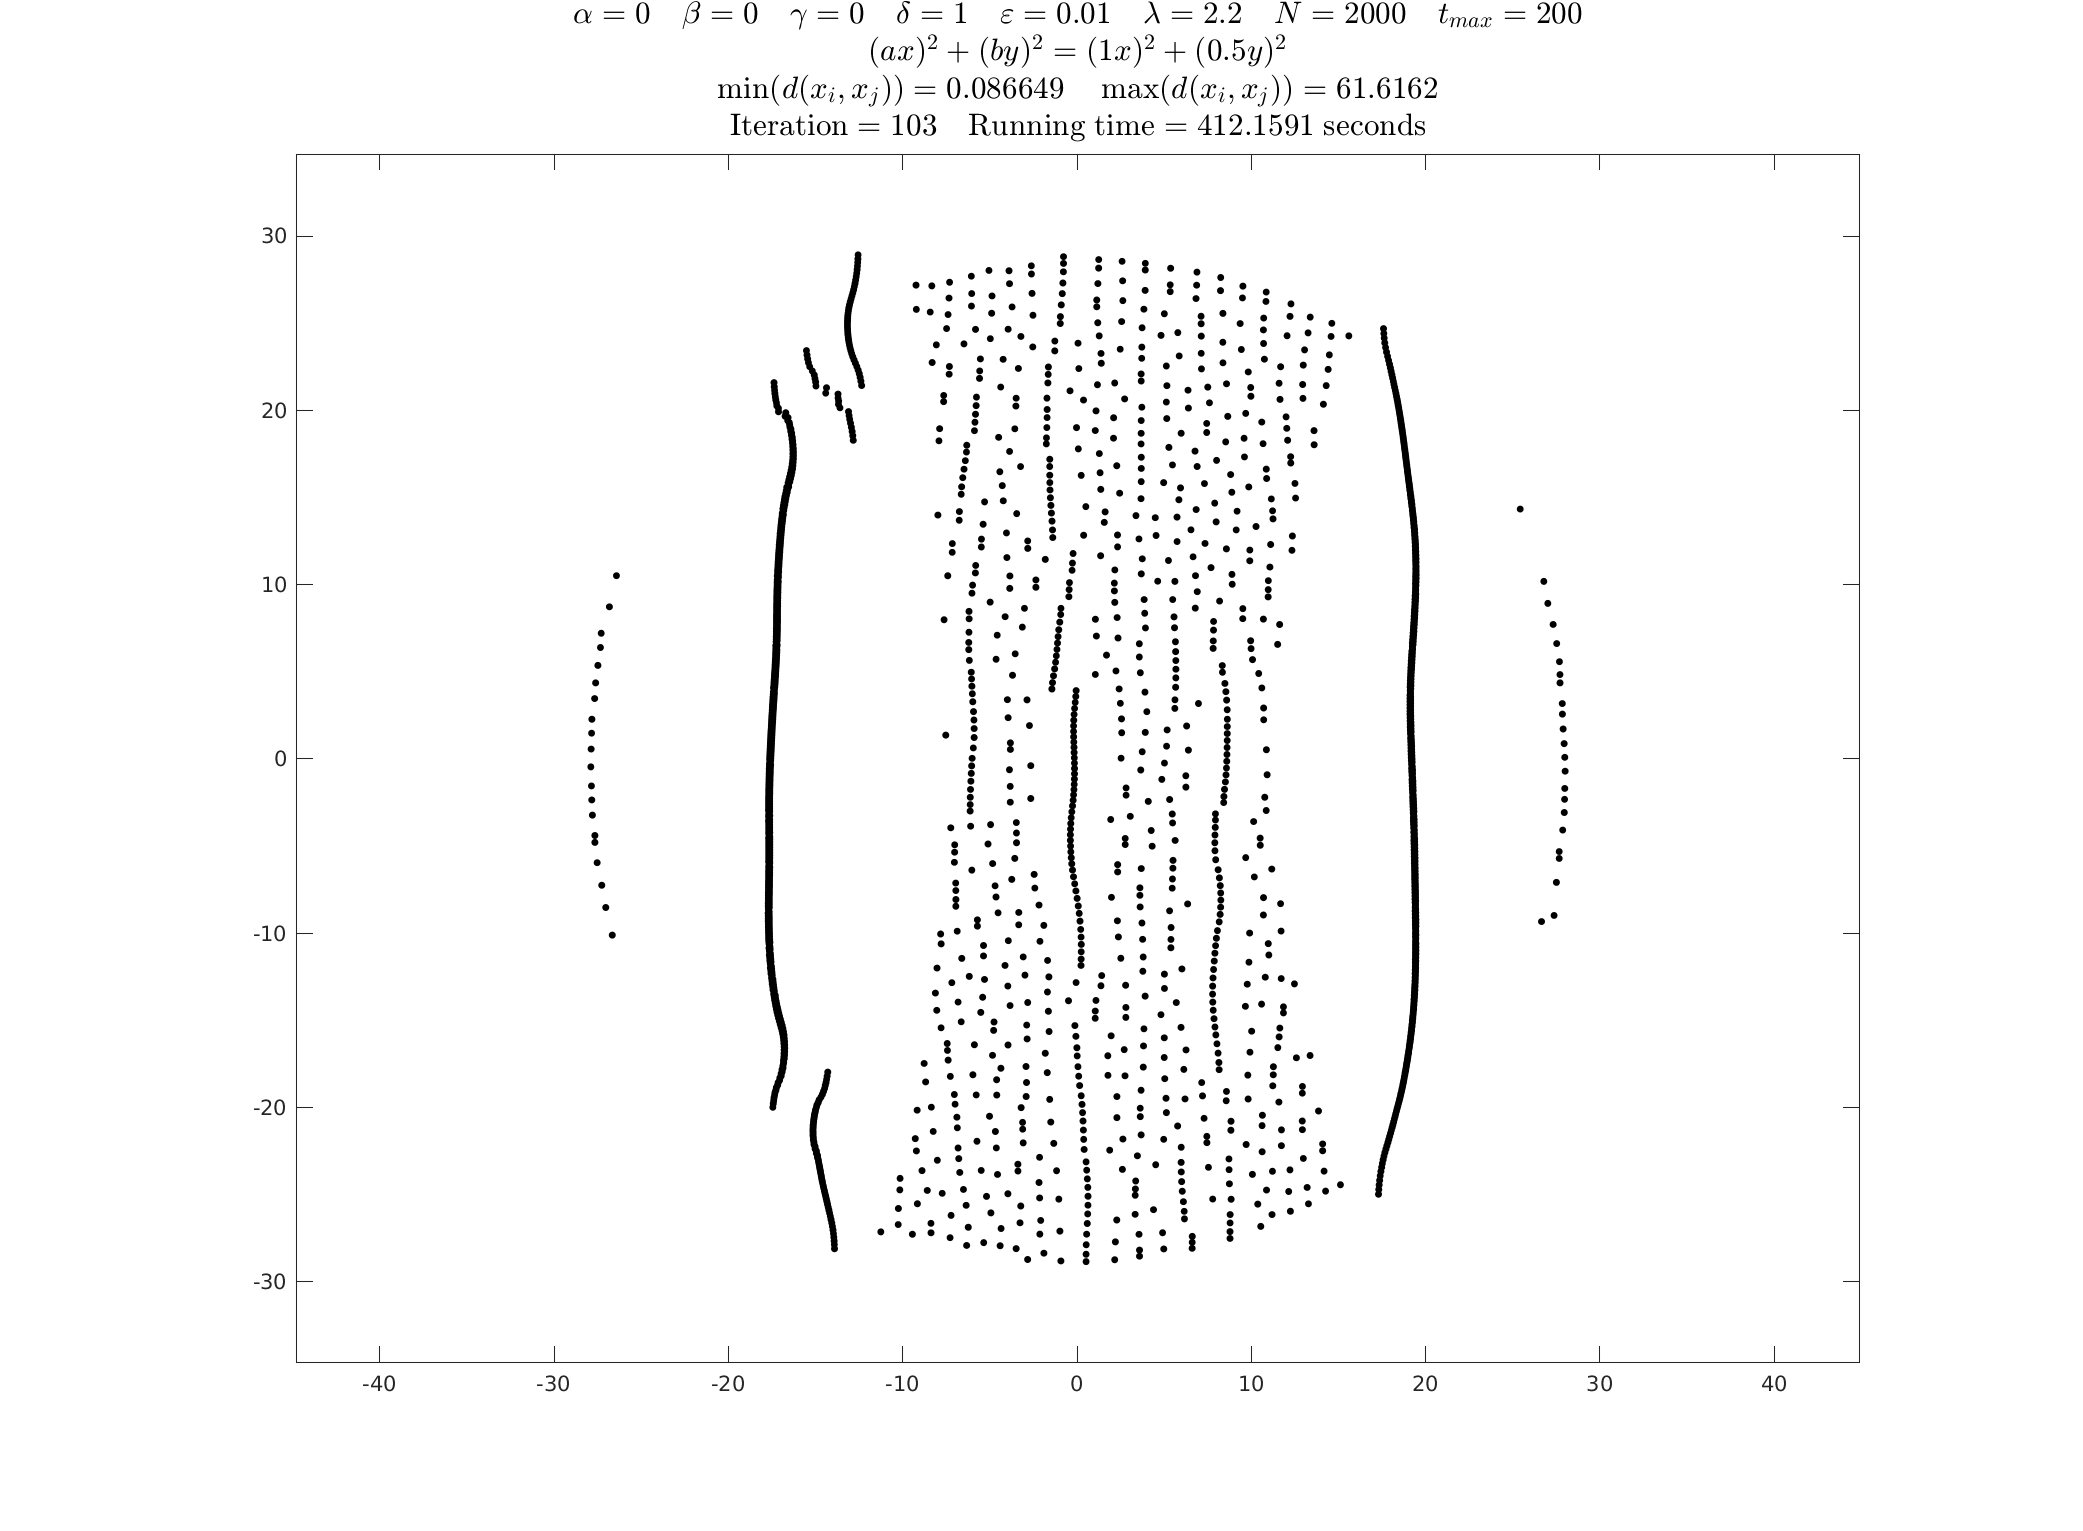 α = 0 β = 0 γ = 0 δ = 1 ε = 0.01 λ = 2.2 N = 2000 t_{max} = 200
(ax)² + (by)² = (1x)² + (0.5y)²
min(d(x_i, x_j)) = 0.086649 max(d(x_i, x_j)) = 61.6162
Iteration = 103 Running time = 412.1591 seconds
30
20
10
0
-10
-20
-30
-40 -30 -20 -10 0 10 20 30 40